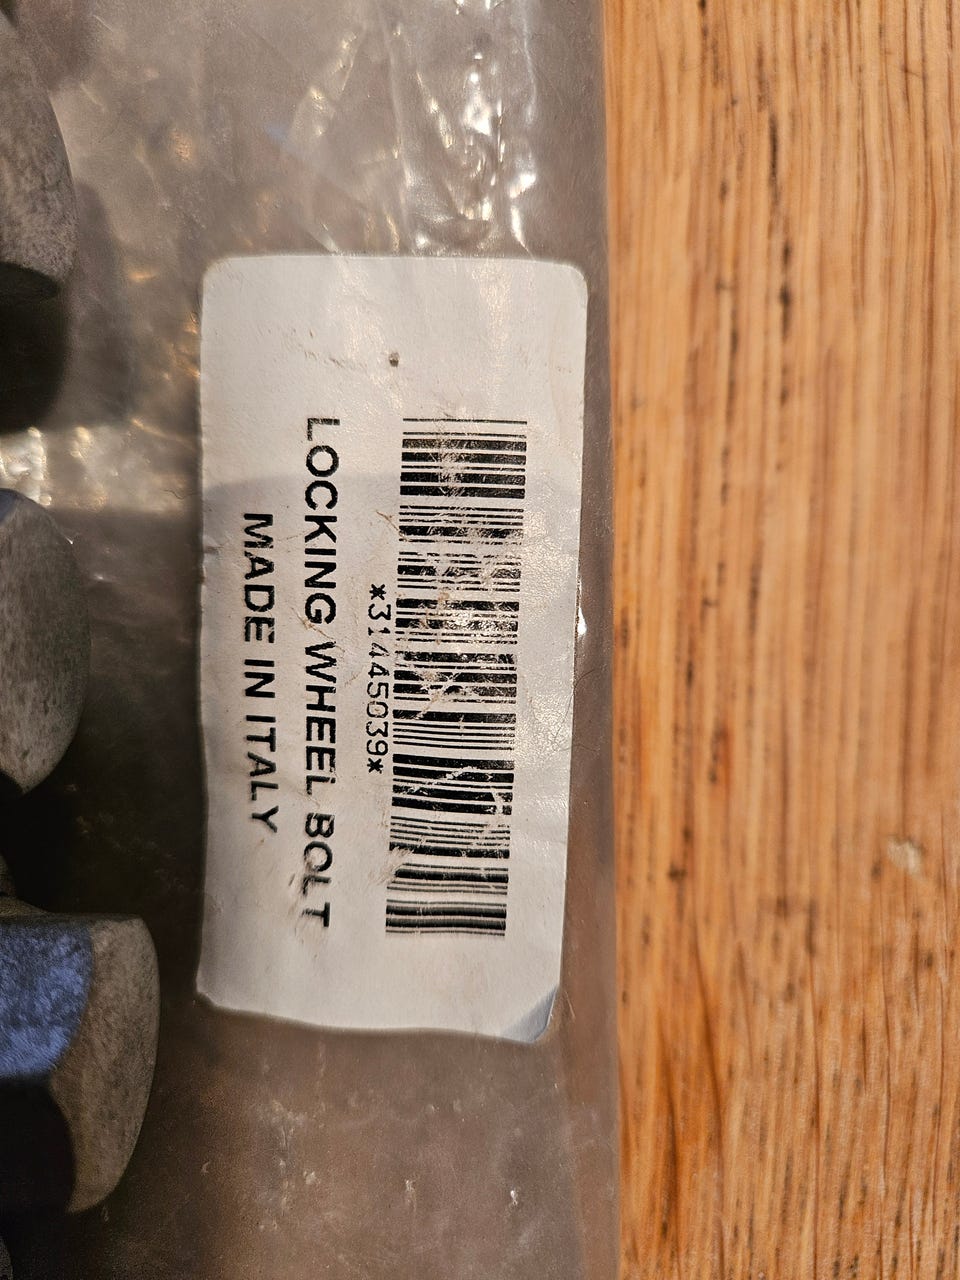 *31445039*
LOCKING WHEEL BOLT
MADE IN ITALY